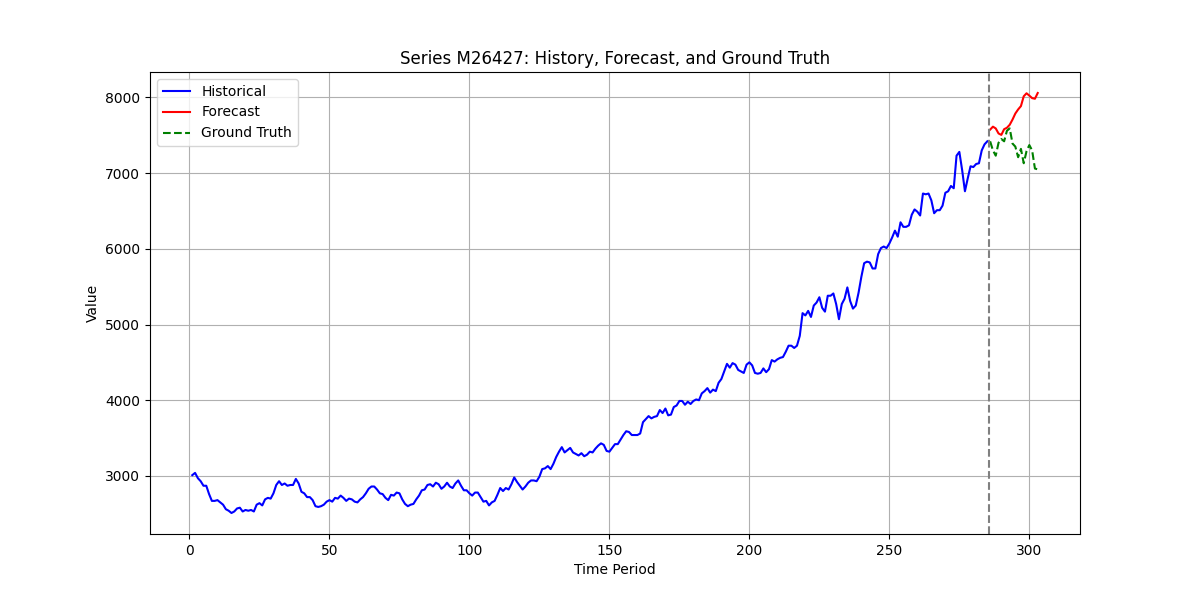 Series M26427: History, Forecast, and Ground Truth
Historical
Forecast
Ground Truth
8000
7000
6000
5000
4000
3000
Value
0 50 100 150 200 250 300
Time Period